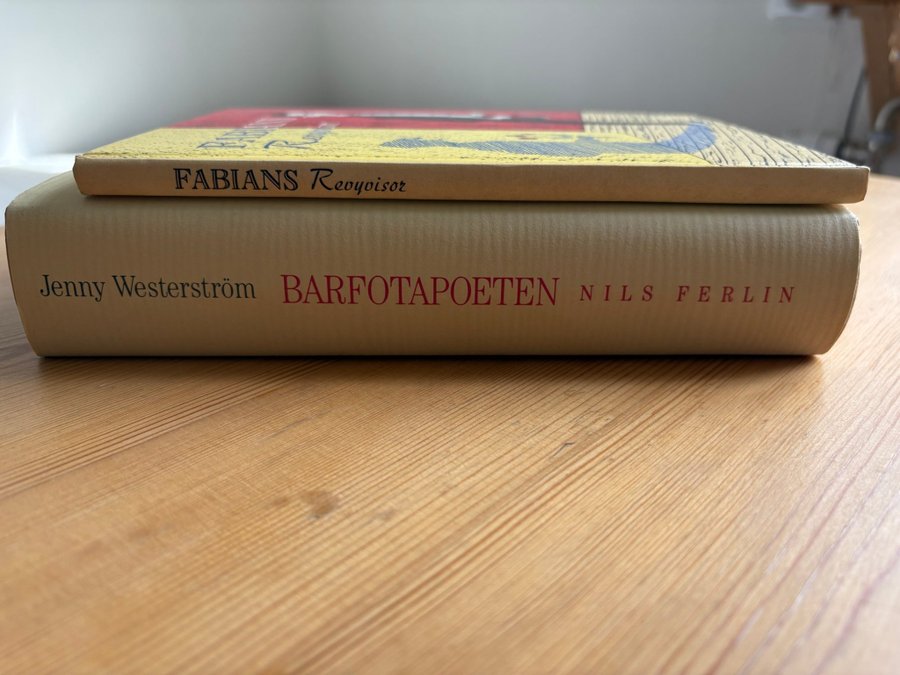 FABIANS Revyvisor
Jenny Westerström BARFOTAPOETEN NILS FERLIN